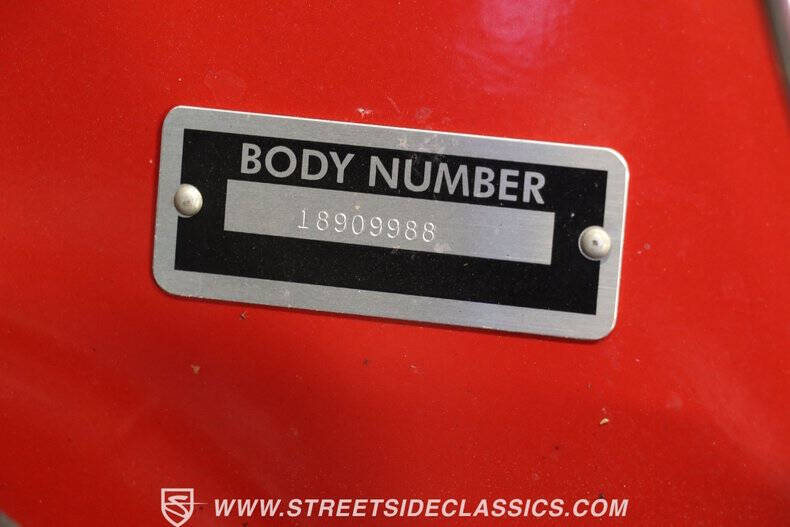 BODY NUMBER
18909988
WWW.STREETSIDECLASSICS.COM